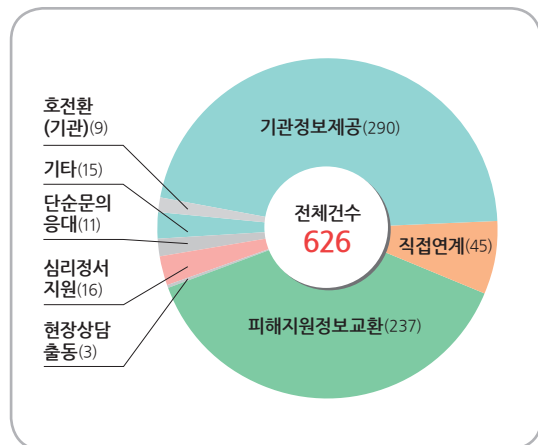 호전환
(기관)(9)
기타(15)
단순문의
응대(11)
심리정서
지원(16)
현장상담
출동(3)
기관정보제공(290)
전체건수
626
직접연계(45)
피해지원정보교환(237)